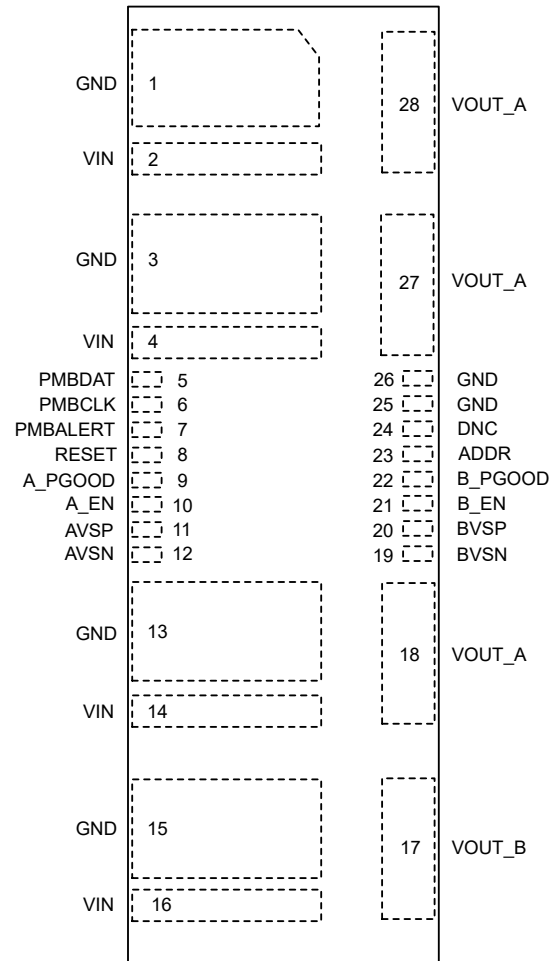 GND 1
28 VOUT_A
VIN 2
GND 3
27 VOUT_A
VIN 4
PMBDAT 5 26 GND
PMBCLK 6 25 GND
PMBALERT 7 24 DNC
RESET 8 23 ADDR
A_PGOOD 9 22 B_PGOOD
A_EN 10 21 B_EN
AVSP 11 20 BVSP
AVSN 12 19 BVSN
GND 13
18 VOUT_A
VIN 14
GND 15
17 VOUT_B
VIN 16